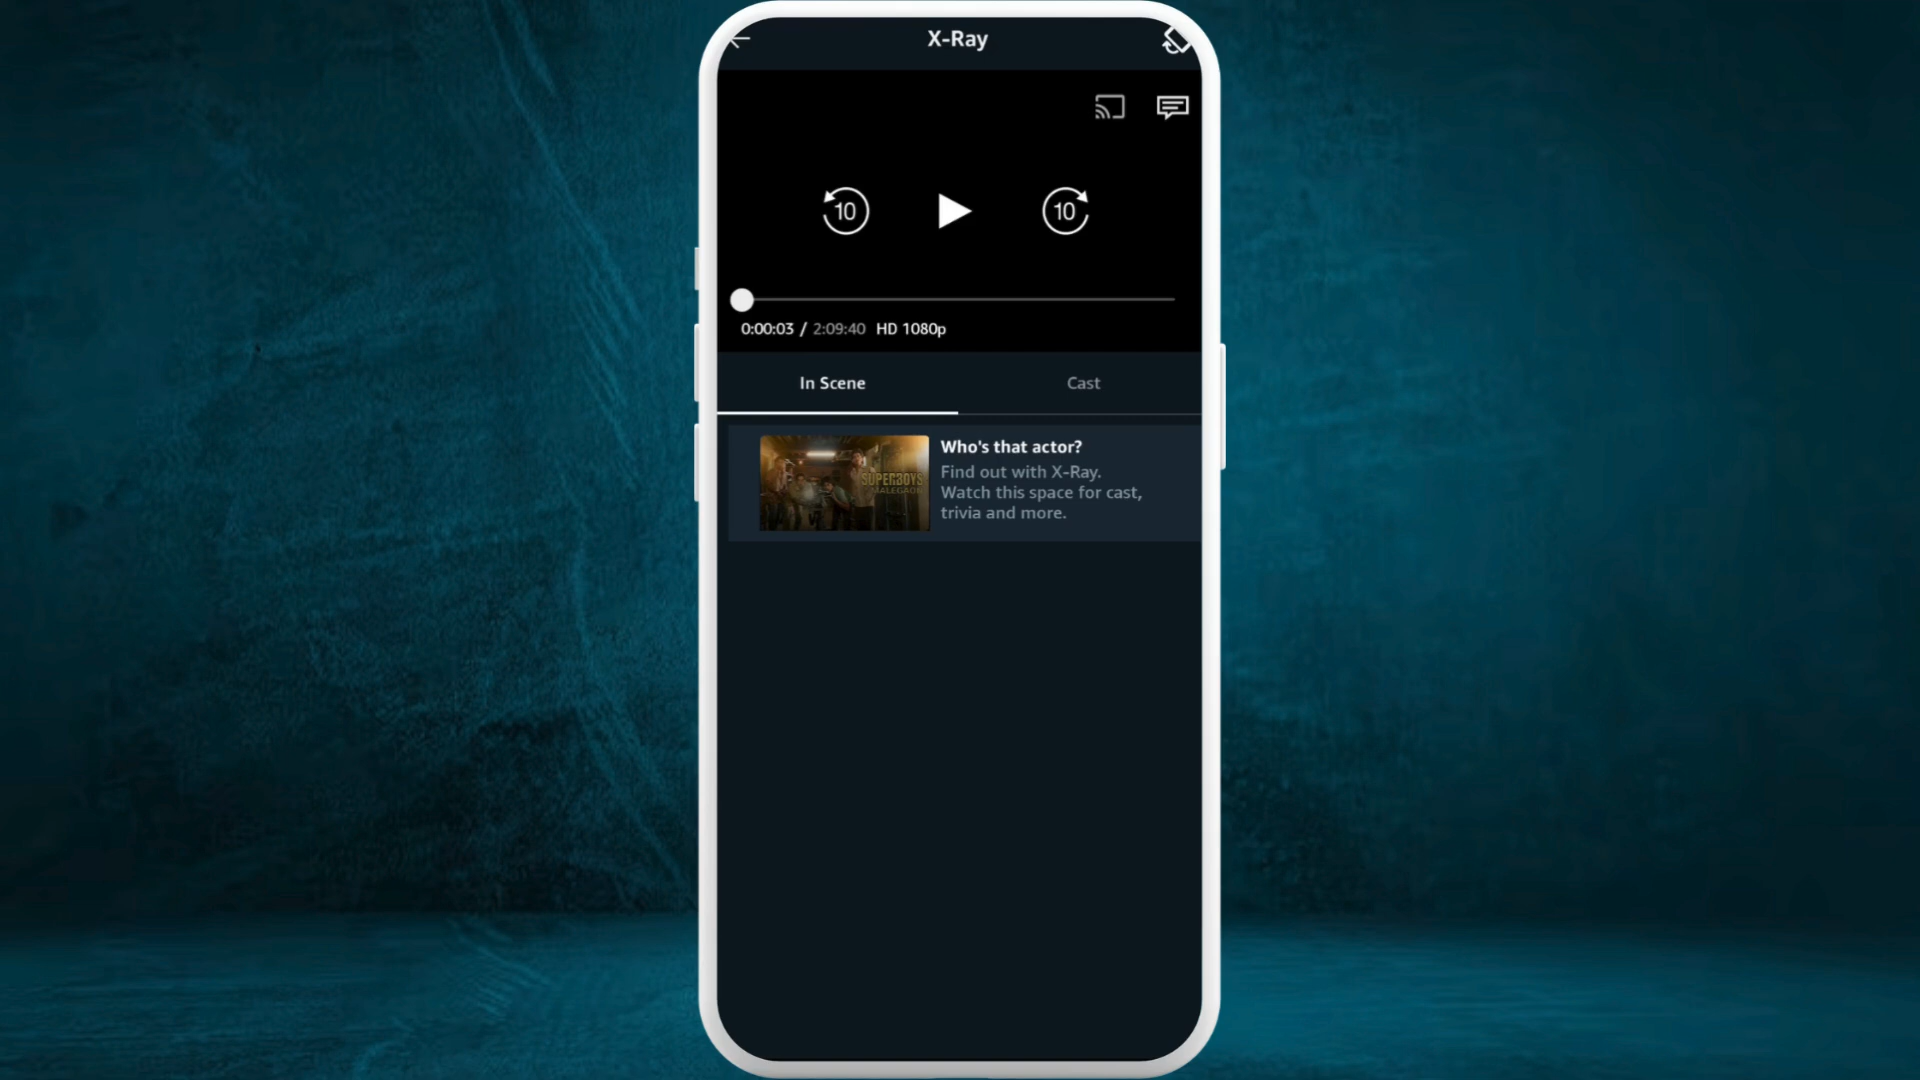 X-Ray
10
10
0:00:03 / 2:09:40 HD 1080p
In Scene
Cast
SUPERBOYS
MALEGAON
Who's that actor?
Find out with X-Ray.
Watch this space for cast,
trivia and more.